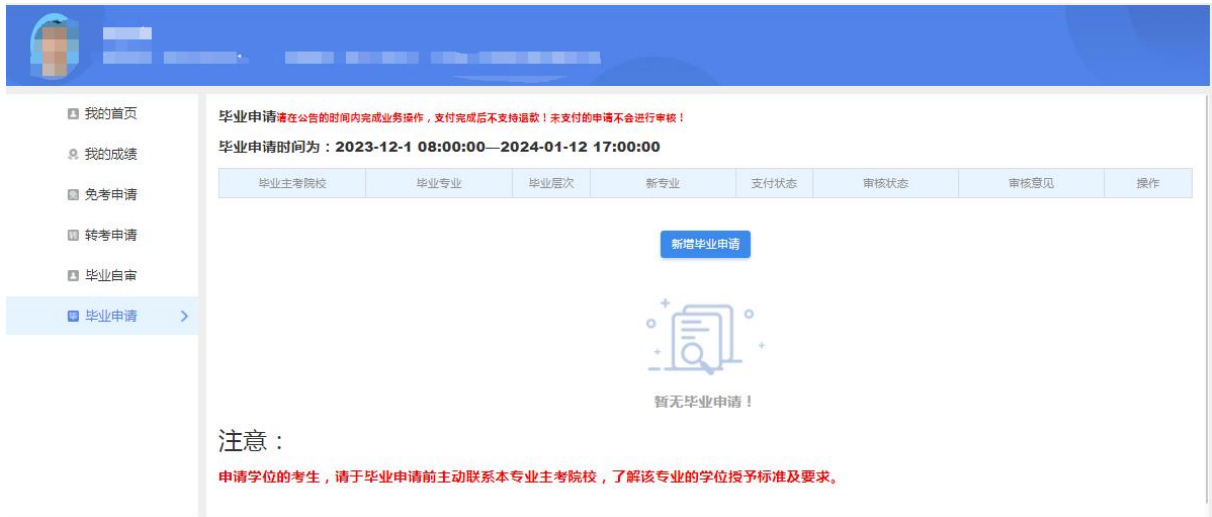 我的首页
我的成绩
免考申请
转考申请
毕业自审
毕业申请
毕业申请请在公告的时间内完成业务操作，支付完成后不支持退款！未支付的申请不会进行审核！
毕业申请时间为：2023-12-1 08:00:00—2024-01-12 17:00:00
毕业主考院校 毕业专业 毕业层次 新专业 支付状态 审核状态 审核意见 操作
新增毕业申请
暂无毕业申请！
注意：
申请学位的考生，请于毕业申请前主动联系本专业主考院校，了解该专业的学位授予标准及要求。